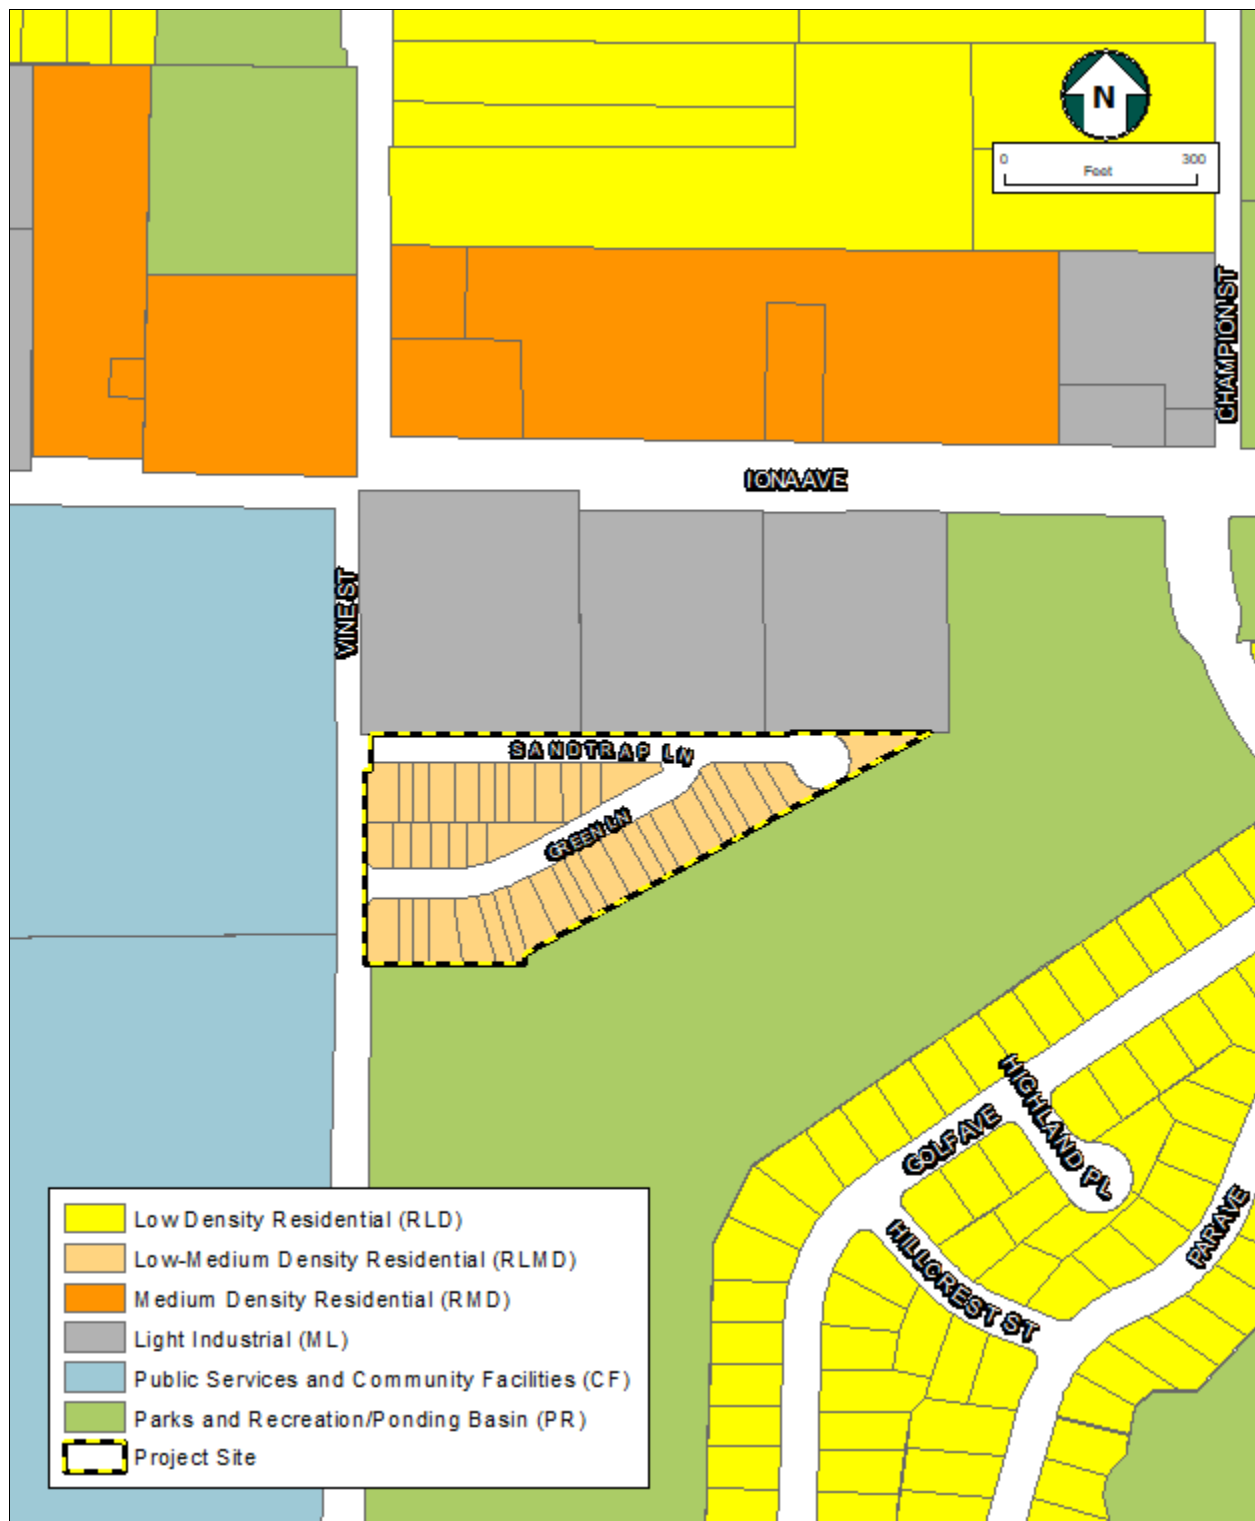 N
0 300
Feet
CHAMPION ST
IONA AVE
VINE ST
SANDTRAP LN
GREEN LN
HIGHLAND PL
GOLF AVE
PAR AVE
HILLCREST ST
Low Density Residential (RLD)
Low-Medium Density Residential (RLMD)
Medium Density Residential (RMD)
Light Industrial (ML)
Public Services and Community Facilities (CF)
Parks and Recreation/Ponding Basin (PR)
Project Site